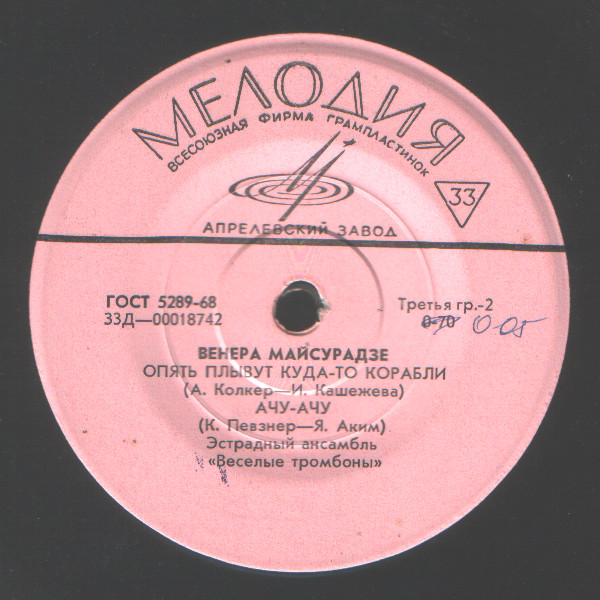 МЕЛОДИЯ
ВСЕСОЮЗНАЯ ФИРМА ГРАМПЛАСТИНОК
33
АПРЕЛЕВСКИЙ ЗАВОД
ГОСТ 5289-68
33Д—00018742
Третья гр.-2
0-70 0-05
ВЕНЕРА МАЙСУРАДЗЕ
ОПЯТЬ ПЛЫВУТ КУДА-ТО КОРАБЛИ
(А. Колкер—И. Кашежева)
АЧУ-АЧУ
(К. Певзнер—Я. Аким)
Эстрадный ансамбль
«Веселые тромбоны»